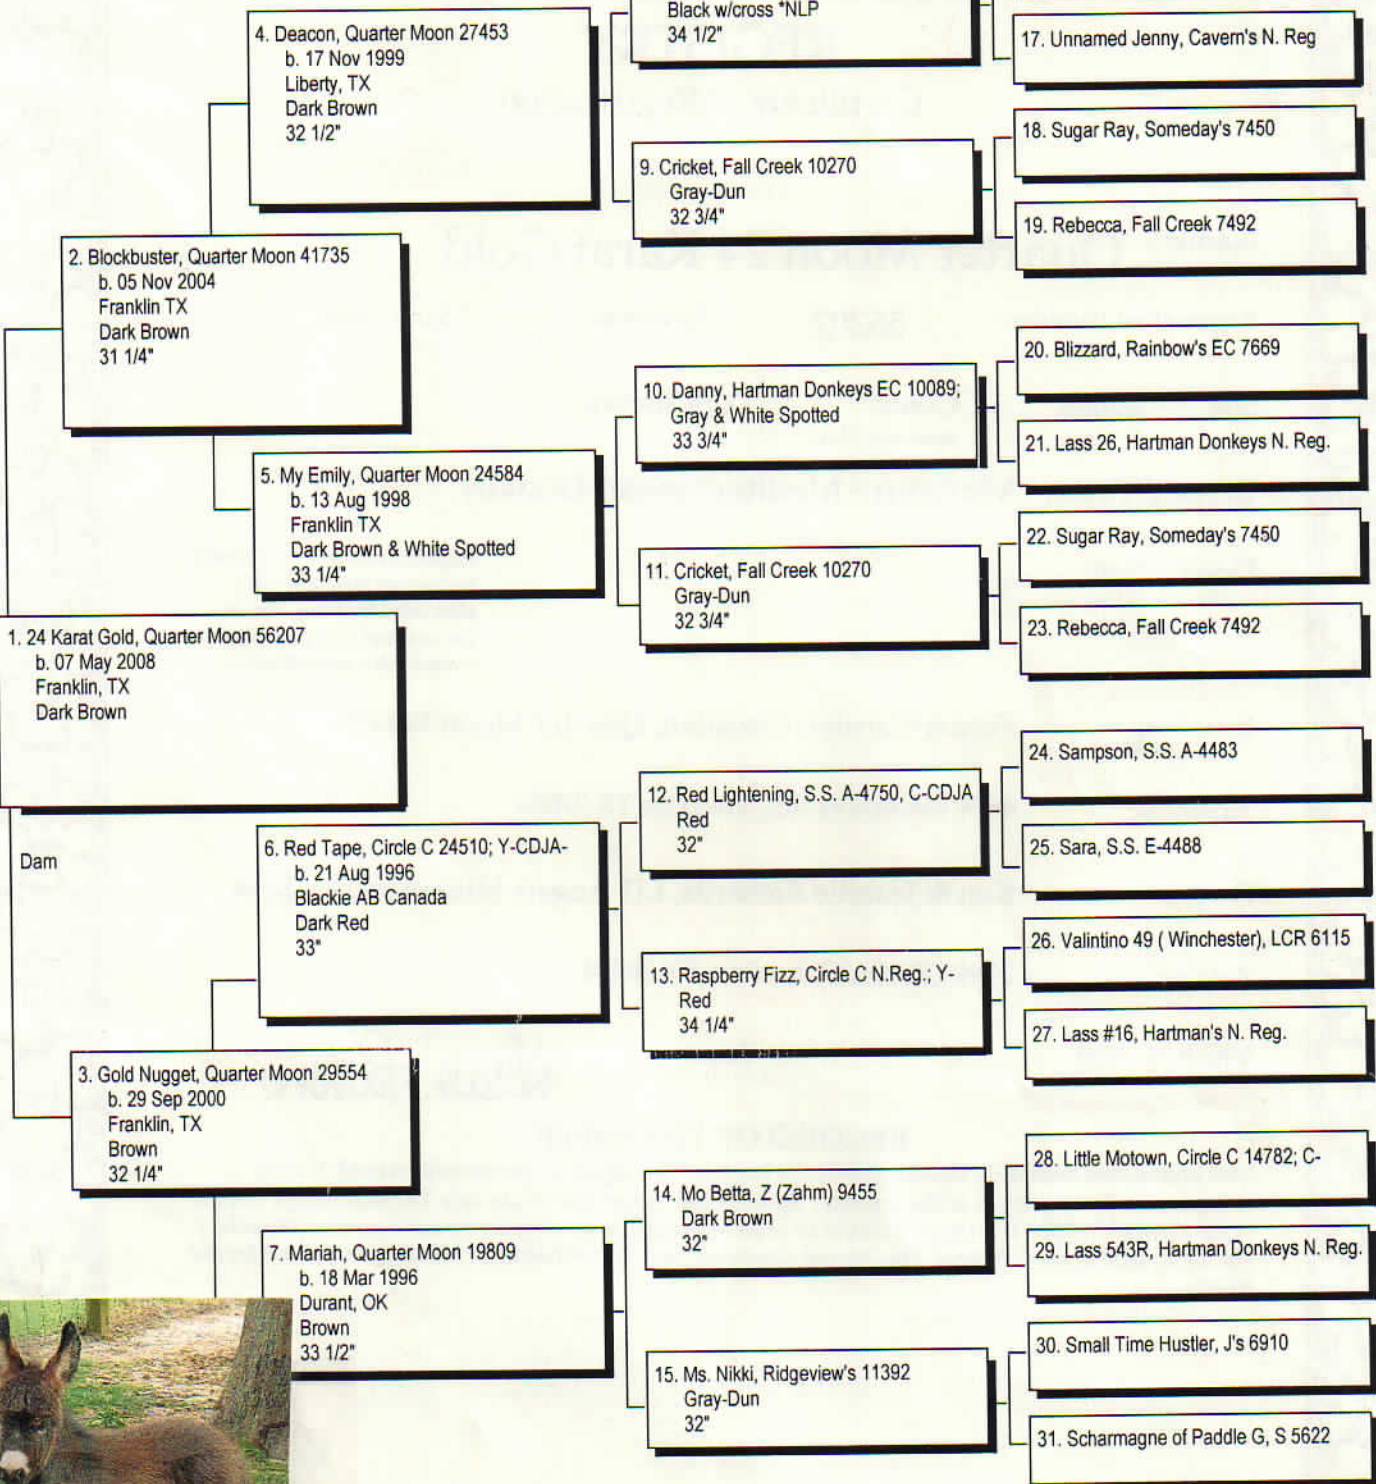 Black w/cross *NLP
34 1/2"
17. Unnamed Jenny, Cavern's N. Reg
4. Deacon, Quarter Moon 27453
b. 17 Nov 1999
Liberty, TX
Dark Brown
32 1/2"
18. Sugar Ray, Someday's 7450
9. Cricket, Fall Creek 10270
Gray-Dun
32 3/4"
19. Rebecca, Fall Creek 7492
2. Blockbuster, Quarter Moon 41735
b. 05 Nov 2004
Franklin TX
Dark Brown
31 1/4"
20. Blizzard, Rainbow's EC 7669
10. Danny, Hartman Donkeys EC 10089;
Gray & White Spotted
33 3/4"
21. Lass 26, Hartman Donkeys N. Reg.
5. My Emily, Quarter Moon 24584
b. 13 Aug 1998
Franklin TX
Dark Brown & White Spotted
33 1/4"
22. Sugar Ray, Someday's 7450
11. Cricket, Fall Creek 10270
Gray-Dun
32 3/4"
23. Rebecca, Fall Creek 7492
1. 24 Karat Gold, Quarter Moon 56207
b. 07 May 2008
Franklin, TX
Dark Brown
24. Sampson, S.S. A-4483
12. Red Lightening, S.S. A-4750, C-CDJA
Red
32"
25. Sara, S.S. E-4488
Dam
6. Red Tape, Circle C 24510; Y-CDJA-
b. 21 Aug 1996
Blackie AB Canada
Dark Red
33"
26. Valintino 49 ( Winchester), LCR 6115
13. Raspberry Fizz, Circle C N.Reg.; Y-
Red
34 1/4"
27. Lass #16, Hartman's N. Reg.
3. Gold Nugget, Quarter Moon 29554
b. 29 Sep 2000
Franklin, TX
Brown
32 1/4"
28. Little Motown, Circle C 14782; C-
14. Mo Betta, Z (Zahm) 9455
Dark Brown
32"
29. Lass 543R, Hartman Donkeys N. Reg.
7. Mariah, Quarter Moon 19809
b. 18 Mar 1996
Durant, OK
Brown
33 1/2"
30. Small Time Hustler, J's 6910
15. Ms. Nikki, Ridgeview's 11392
Gray-Dun
32"
31. Scharmagne of Paddle G, S 5622